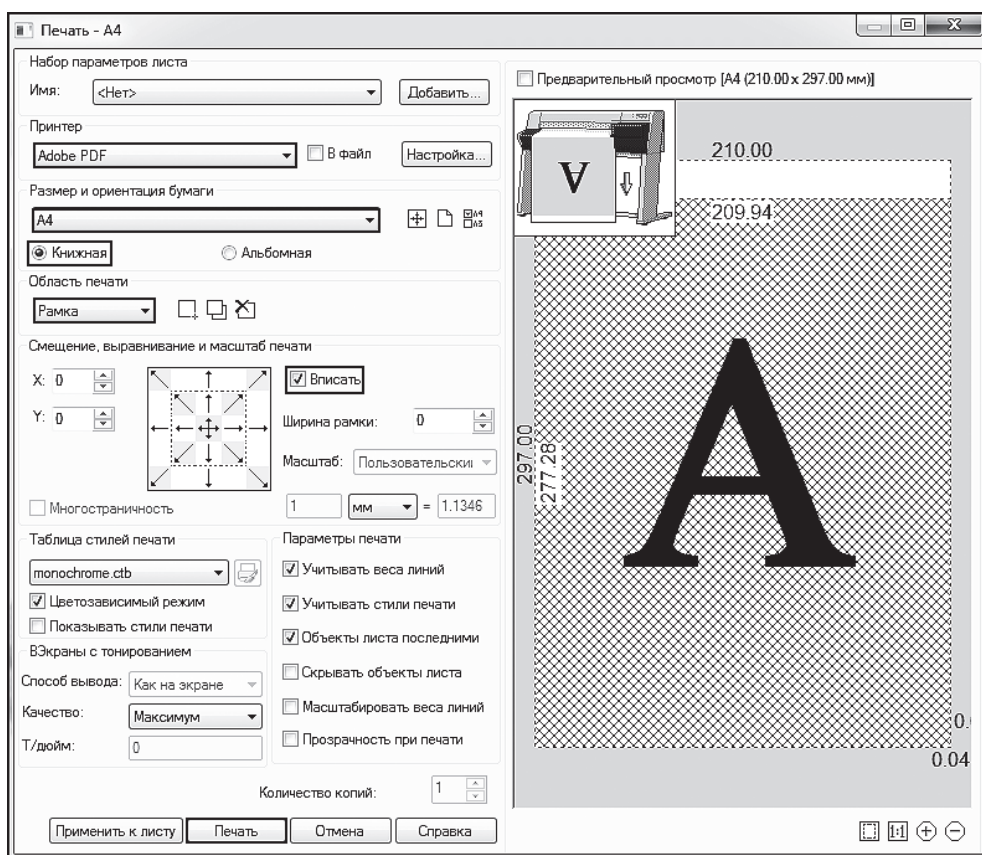 Печать - А4
Набор параметров листа
Имя:
<Нет>
Добавить...
Принтер
Adobe PDF
В файл
Настройка...
Размер и ориентация бумаги
A4
Книжная
Альбомная
Область печати
Рамка
Смещение, выравнивание и масштаб печати
X: 0
Y: 0
Вписать
Ширина рамки: 0
Масштаб: Пользовательски
Многостраничность
1 мм = 1.1346
Таблица стилей печати
monochrome.ctb
Цветозависимый режим
Показывать стили печати
ВЭкраны с тонированием
Способ вывода: Как на экране
Качество: Максимум
Т/дюйм: 0
Параметры печати
Учитывать веса линий
Учитывать стили печати
Объекты листа последними
Скрывать объекты листа
Масштабировать веса линий
Прозрачность при печати
Количество копий: 1
Применить к листу
Печать
Отмена
Справка
Предварительный просмотр [A4 (210.00 x 297.00 мм)]
A
210.00
209.94
297.00
277.28
A
0.04
1:1